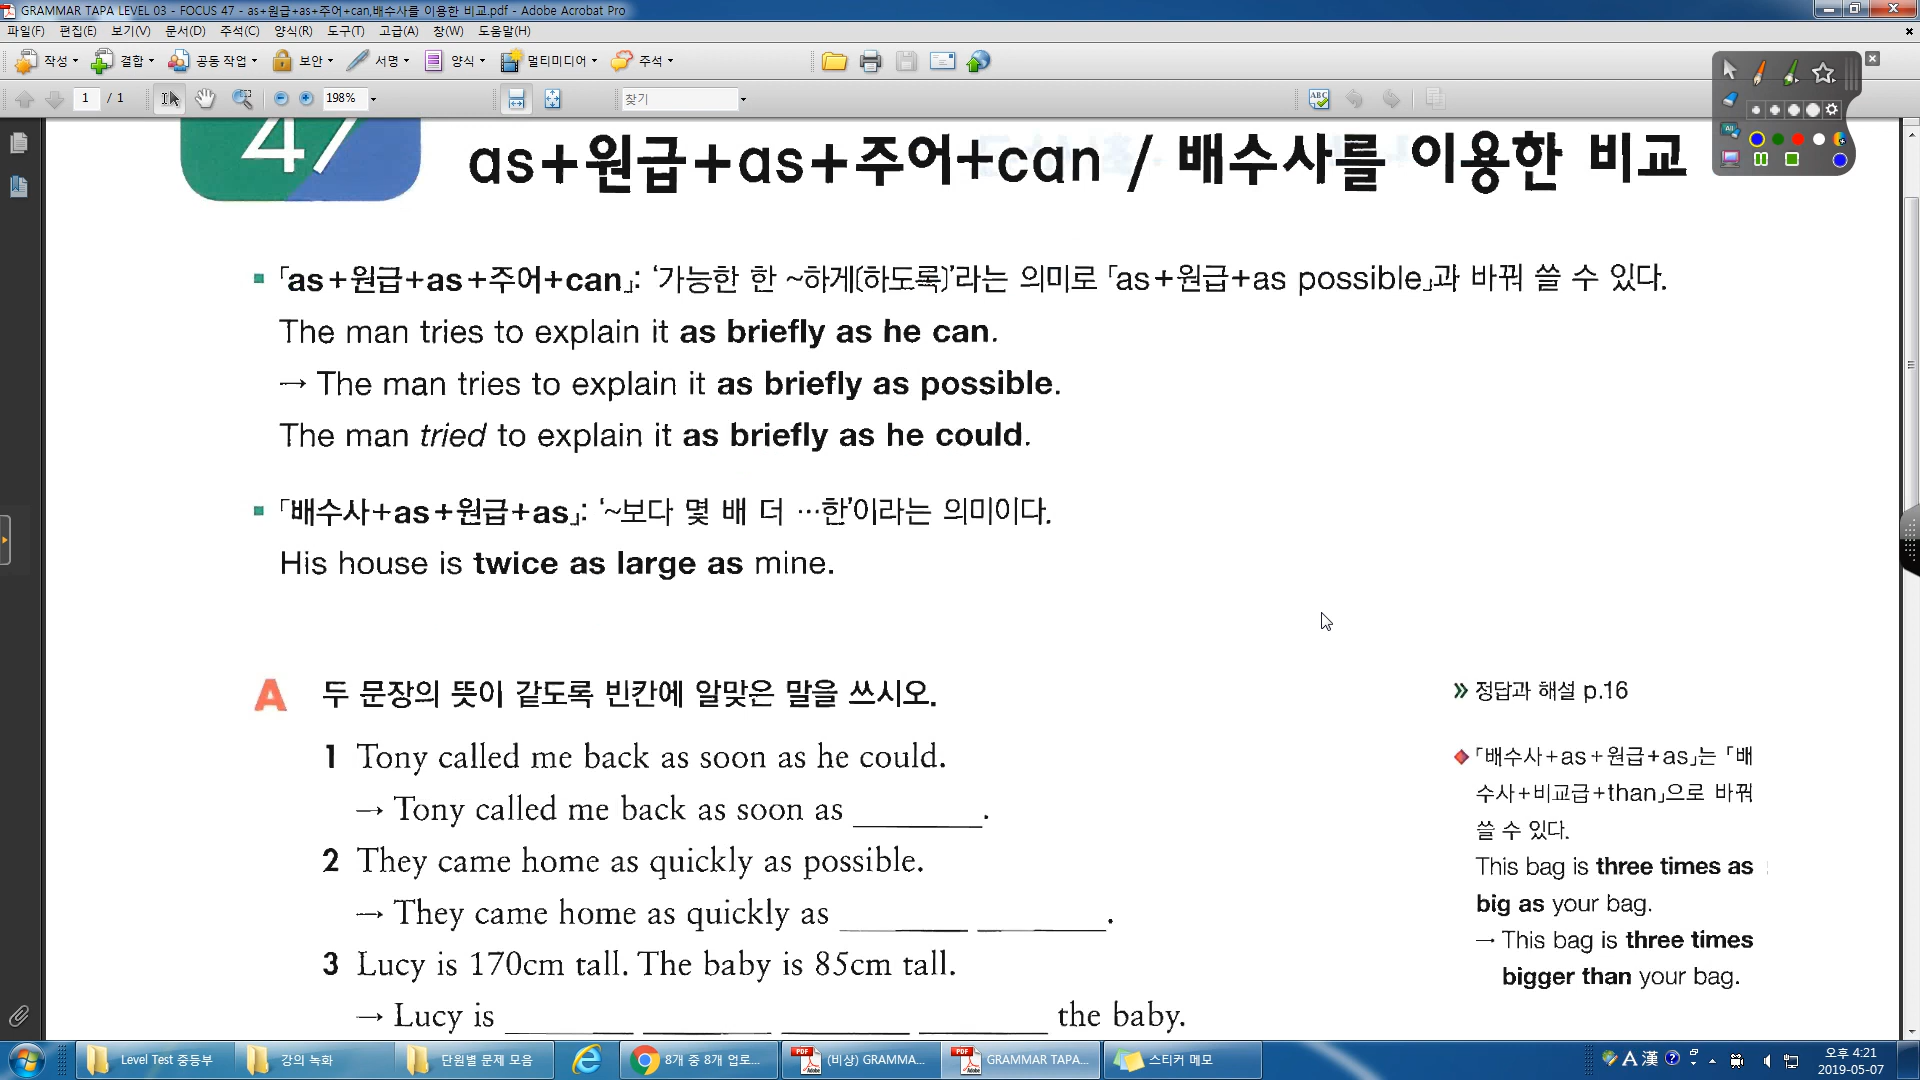 GRAMMAR TAPA LEVEL 03 - FOCUS 47 - as+원급+as+주어+can,배수사를 이용한 비교.pdf - Adobe Acrobat Pro
파일(F) 편집(E) 보기(V) 문서(D) 주석(C) 양식(R) 도구(T) 고급(A) 창(W) 도움말(H)
작성 결합 공동 작업 보안 서명 양식 멀티미디어 주석
1 / 1 198% 찾기
47
as+원급+as+주어+can / 배수사를 이용한 비교
「as+원급+as+주어+can」: ‘가능한 한 ~하게(하도록)’라는 의미로 「as+원급+as possible」과 바꿔 쓸 수 있다.
The man tries to explain it as briefly as he can.
→ The man tries to explain it as briefly as possible.
The man tried to explain it as briefly as he could.
「배수사+as+원급+as」: ‘~보다 몇 배 더 …한’이라는 의미이다.
His house is twice as large as mine.
A 두 문장의 뜻이 같도록 빈칸에 알맞은 말을 쓰시오.
1 Tony called me back as soon as he could.
→ Tony called me back as soon as ________.
2 They came home as quickly as possible.
→ They came home as quickly as ________ ________.
3 Lucy is 170cm tall. The baby is 85cm tall.
→ Lucy is ________ ________ ________ ________ the baby.
» 정답과 해설 p.16
「배수사+as+원급+as」는 「배
수사+비교급+than」으로 바꿔
쓸 수 있다.
This bag is three times as
big as your bag.
→ This bag is three times
bigger than your bag.
Level Test 중등부 강의 녹화 단원별 문제 모음 8개 중 8개 업로... (비상) GRAMMA... GRAMMAR TAPA... 스티커 메모
A 漢
오후 4:21
2019-05-07